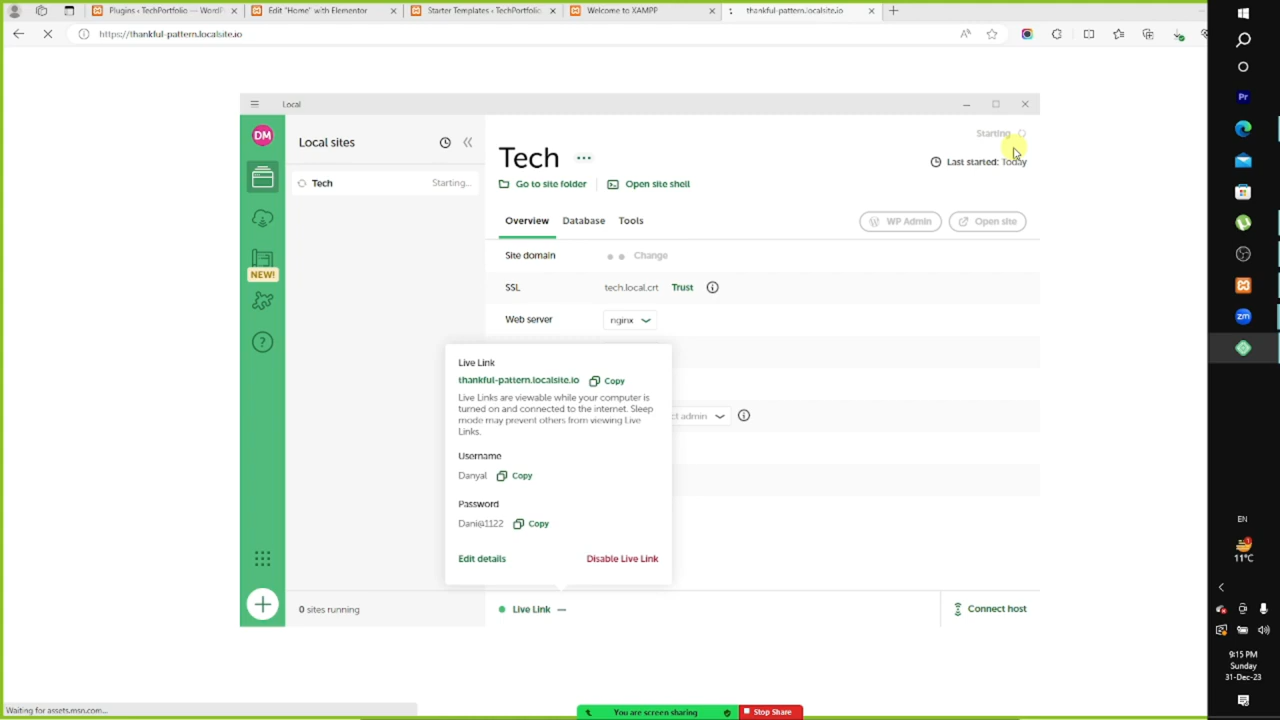 Plugins ‹ TechPortfolio — WordPr
Edit "Home" with Elementor
Starter Templates ‹ TechPortfolio
Welcome to XAMPP
thankful-pattern.localsite.io
https://thankful-pattern.localsite.io
Local
DM
Local sites
Tech
Starting...
NEW!
Starting
Last started: Today
Tech
Go to site folder
Open site shell
Overview
Database
Tools
WP Admin
Open site
Site domain
Change
SSL
tech.local.crt
Trust
Web server
nginx
ct admin
Live Link
thankful-pattern.localsite.io
Copy
Live Links are viewable while your computer is
turned on and connected to the internet. Sleep
mode may prevent others from viewing Live
Links.
Username
Danyal
Copy
Password
Dani@1122
Copy
Edit details
Disable Live Link
0 sites running
Live Link
Connect host
Waiting for assets.msn.com...
You are screen sharing
Stop Share
Pr
zm
EN
1
11°C
9:15 PM
Sunday
31-Dec-23